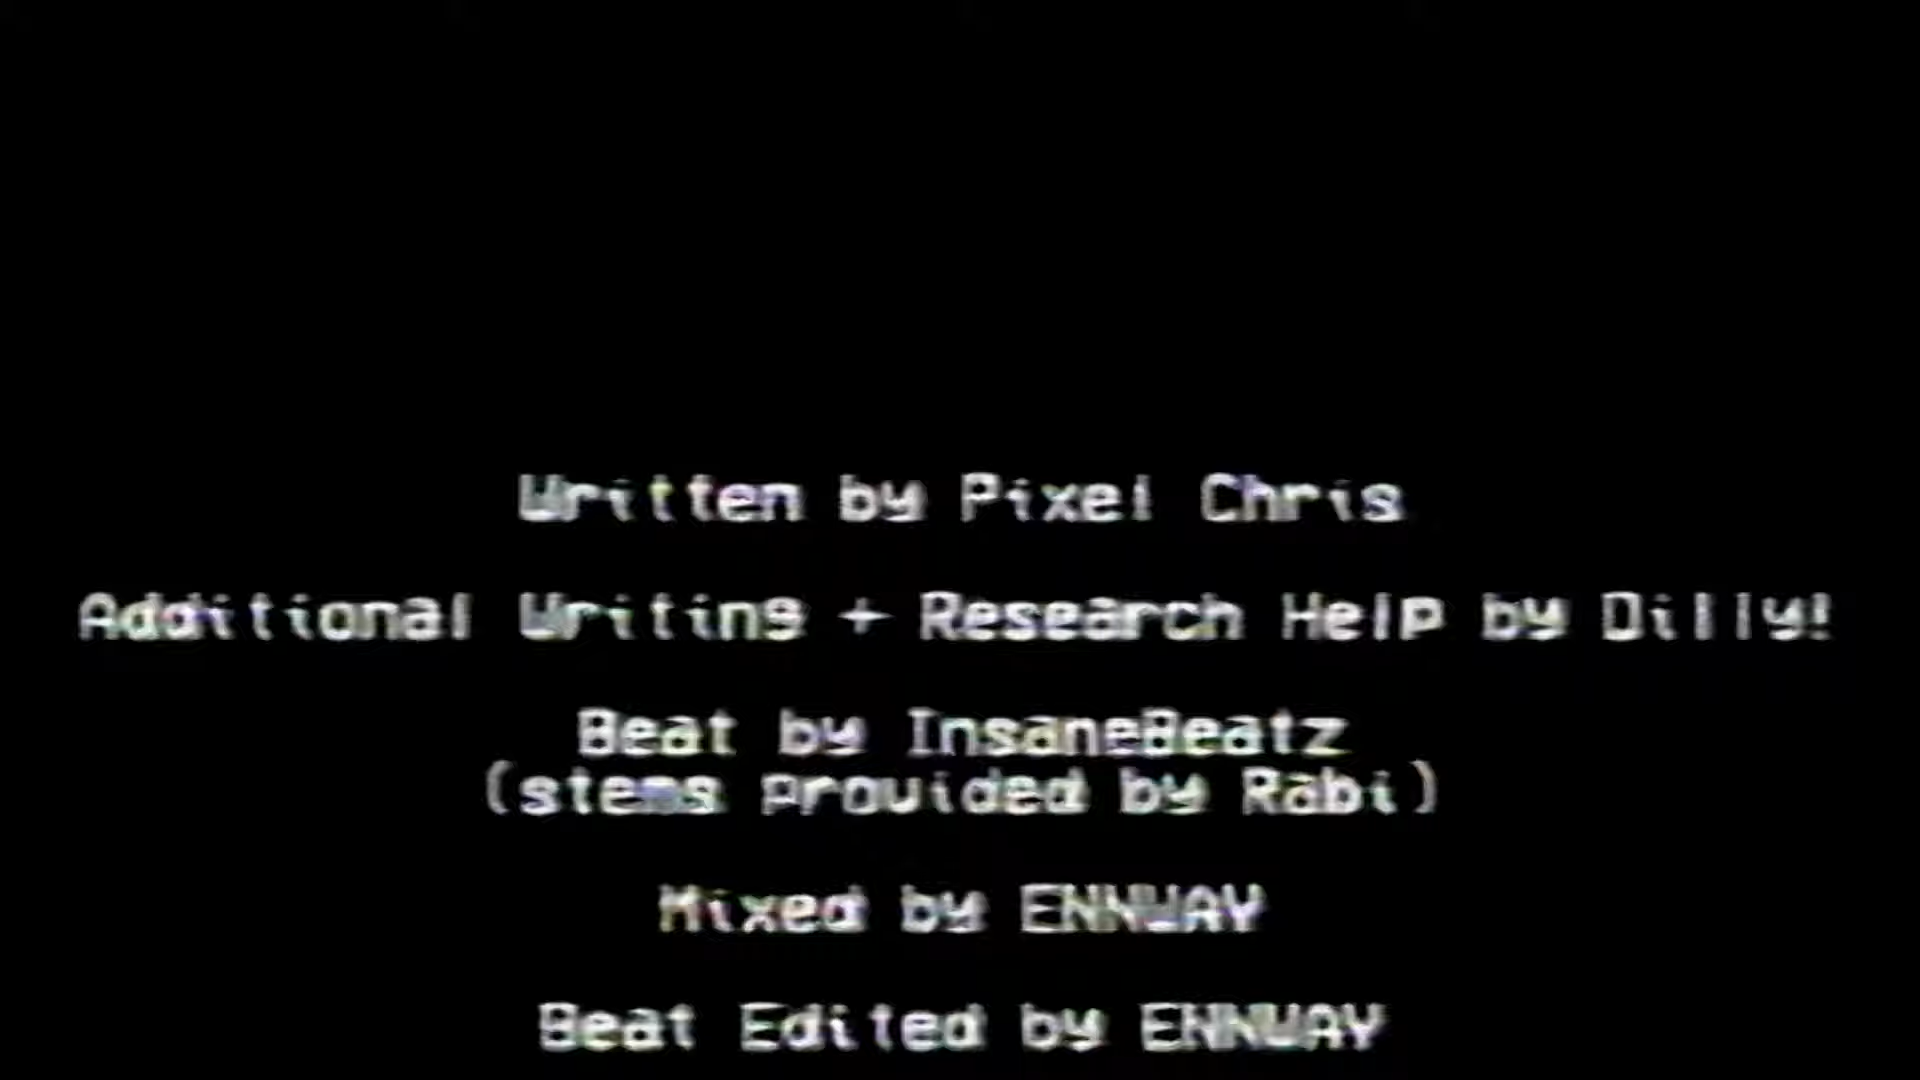 Written by Pixel Chris
Additional Writing + Research Help by Dilly!
Beat by InsaneBeatz
(stems provided by Rabi)
Mixed by ENNWAY
Beat Edited by ENNWAY